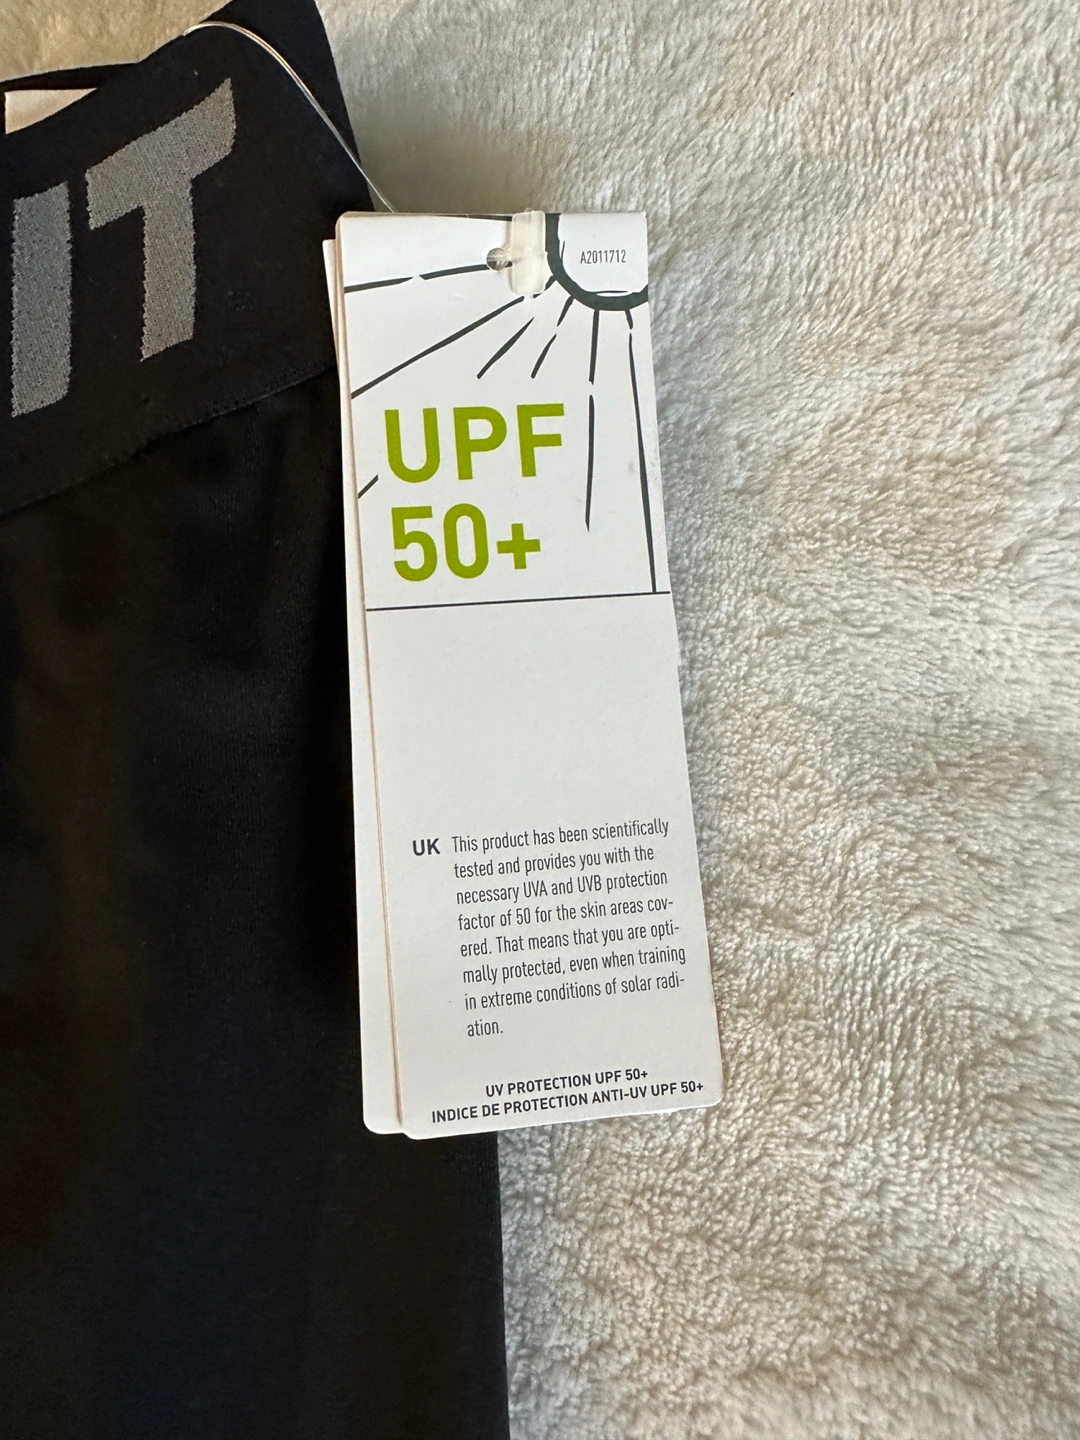 IT
A2011712
UPF
50+
UK This product has been scientifically
tested and provides you with the
necessary UVA and UVB protection
factor of 50 for the skin areas cov-
ered. That means that you are opti-
mally protected, even when training
in extreme conditions of solar radi-
ation.
UV PROTECTION UPF 50+
INDICE DE PROTECTION ANTI-UV UPF 50+